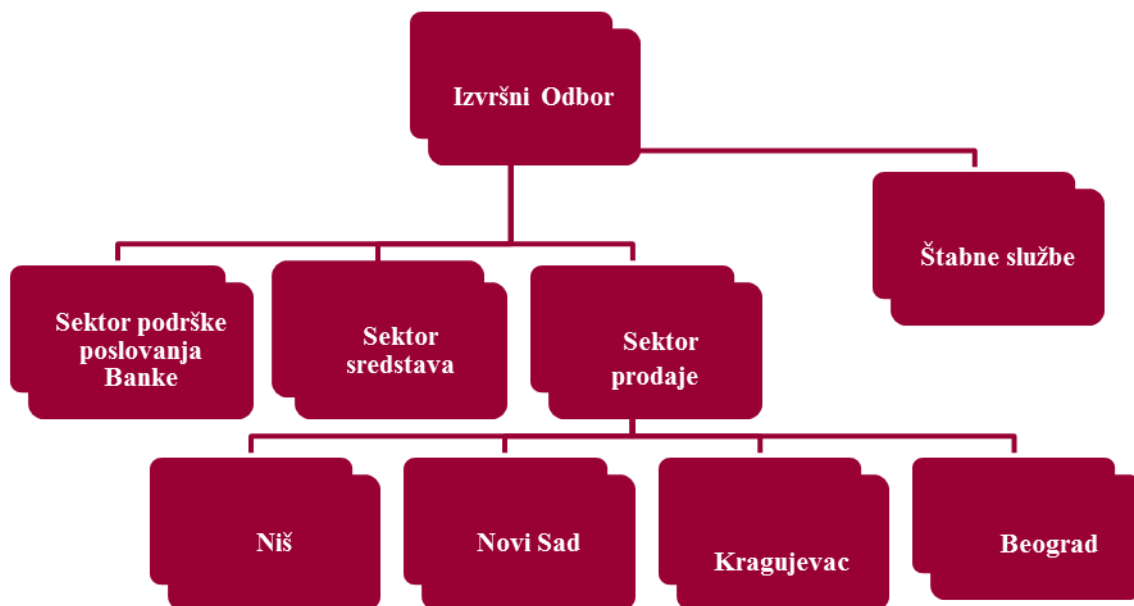 Izvršni Odbor
Štabne službe
Sektor podrške
poslovanja
Banke
Sektor
sredstava
Sektor
prodaje
Niš
Novi Sad
Kragujevac
Beograd